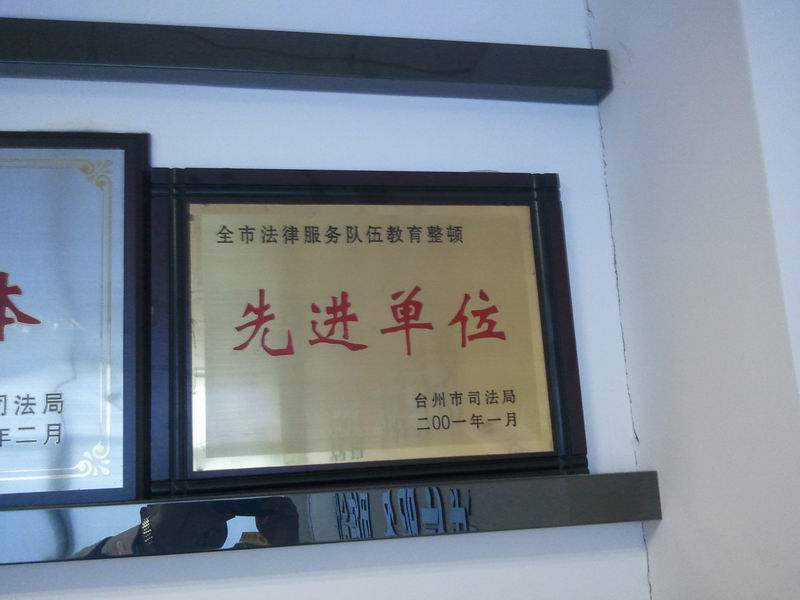 全市法律服务队伍教育整顿
先进单位
台州市司法局
二00一年一月
司法局
年二月